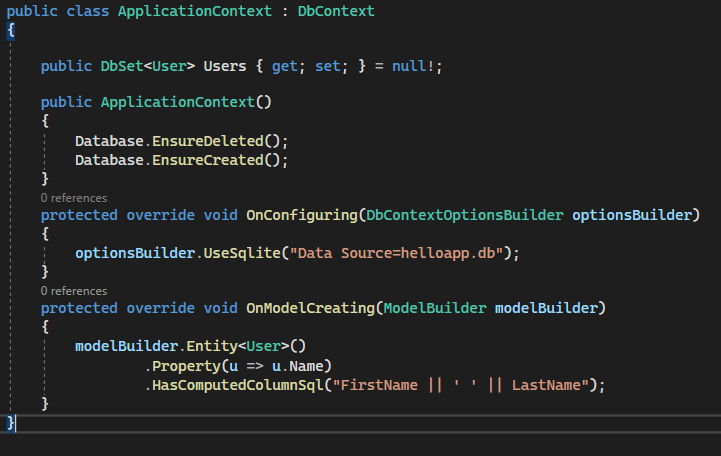 public class ApplicationContext : DbContext
{
public DbSet<User> Users { get; set; } = null!;
public ApplicationContext()
{
Database.EnsureDeleted();
Database.EnsureCreated();
}
0 references
protected override void OnConfiguring(DbContextOptionsBuilder optionsBuilder)
{
optionsBuilder.UseSqlite("Data Source=helloapp.db");
}
0 references
protected override void OnModelCreating(ModelBuilder modelBuilder)
{
modelBuilder.Entity<User>()
.Property(u => u.Name)
.HasComputedColumnSql("FirstName || ' ' || LastName");
}
}